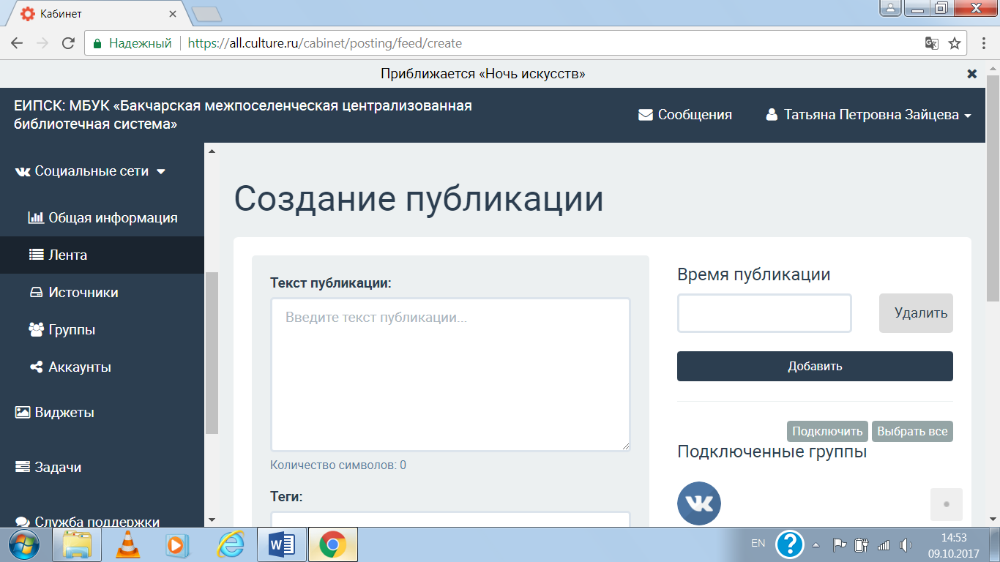 Кабинет
Надежный
https://all.culture.ru/cabinet/posting/feed/create
Приближается «Ночь искусств»
ЕИПСК: МБУК «Бакчарская межпоселенческая централизованная
библиотечная система»
Сообщения
Татьяна Петровна Зайцева
Социальные сети
Общая информация
Лента
Источники
Группы
Аккаунты
Виджеты
Задачи
Служба поддержки
Создание публикации
Текст публикации:
Введите текст публикации...
Количество символов: 0
Теги:
Время публикации
Удалить
Добавить
Подключить
Выбрать все
Подключенные группы
EN
14:53
09.10.2017